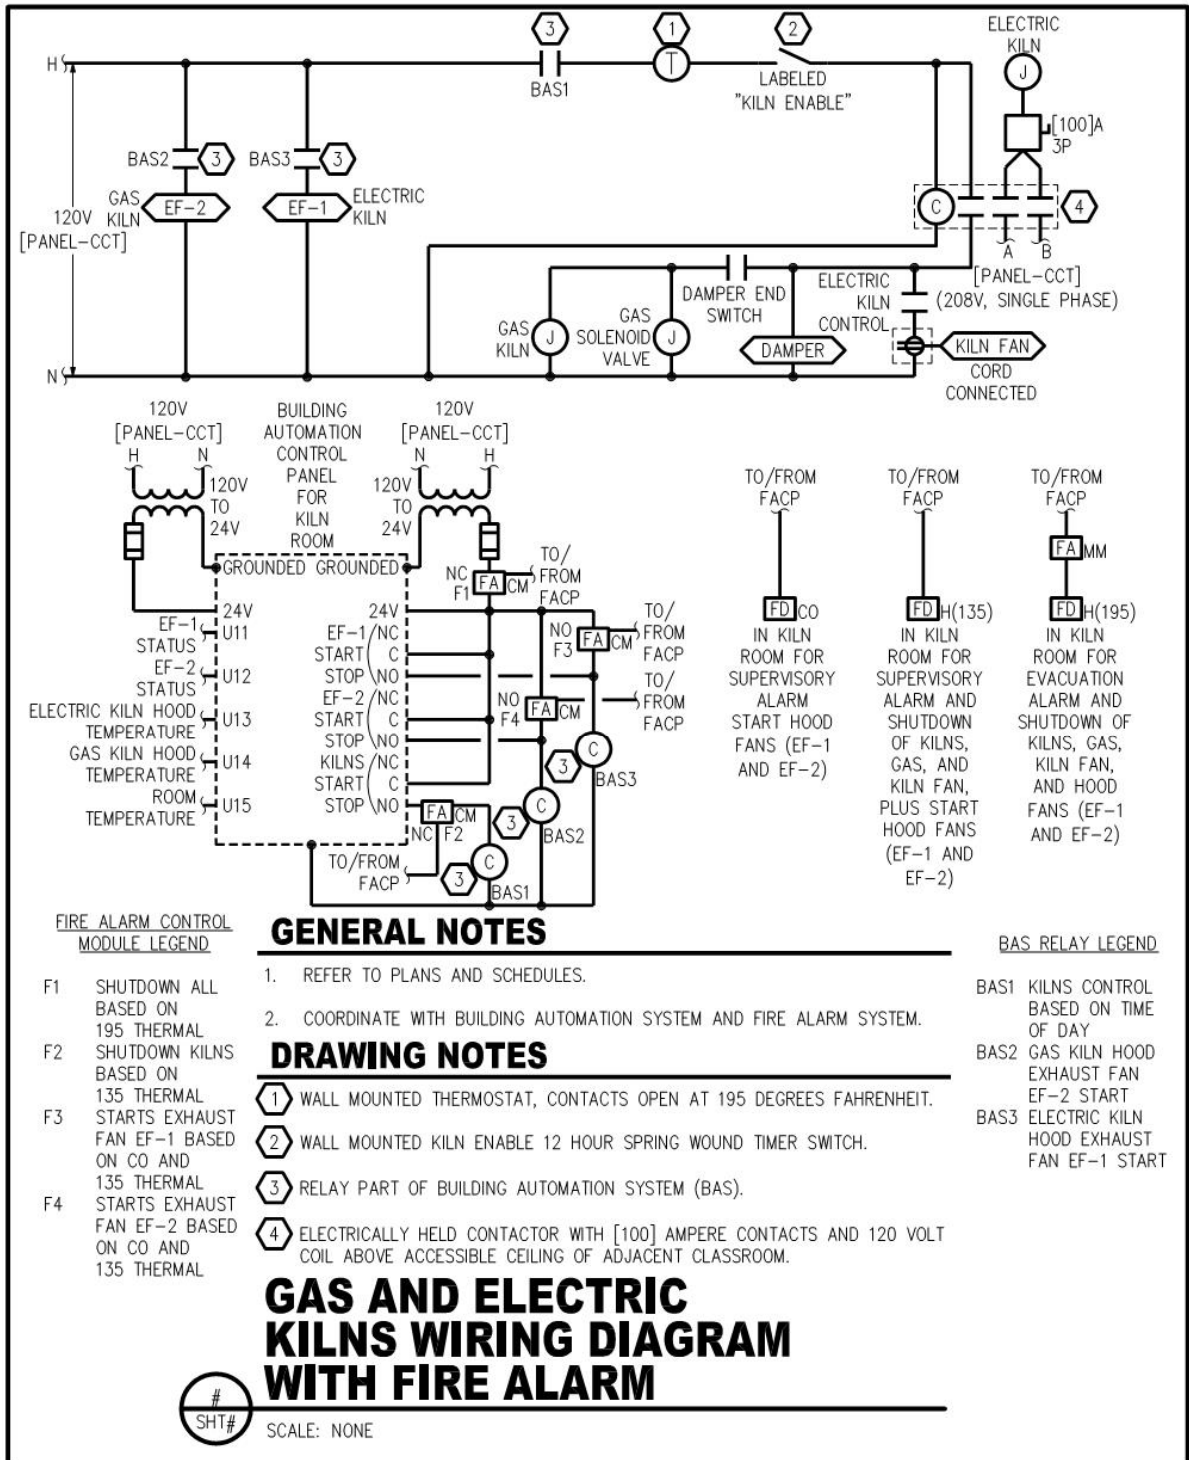 3
1
2
ELECTRIC
KILN
H
J
BAS1
T
LABELED
"KILN ENABLE"
[100]A
3P
BAS2
3
BAS3
3
GAS
KILN
EF-2
EF-1
ELECTRIC
KILN
C
4
120V
[PANEL-CCT]
A
B
[PANEL-CCT]
(208V, SINGLE PHASE)
DAMPER END
SWITCH
ELECTRIC
KILN
CONTROL
GAS
KILN
J
GAS
SOLENOID
VALVE
J
DAMPER
KILN FAN
CORD
CONNECTED
N
120V
[PANEL-CCT]
H
N
120V
TO
24V
BUILDING
AUTOMATION
CONTROL
PANEL
FOR
KILN
ROOM
120V
[PANEL-CCT]
N
H
120V
TO
24V
GROUNDED
GROUNDED
24V
24V
EF-1
STATUS
U11
EF-2
STATUS
U12
ELECTRIC KILN HOOD
TEMPERATURE
U13
GAS KILN HOOD
TEMPERATURE
U14
ROOM
TEMPERATURE
U15
EF-1
START
STOP
NC
C
NO
EF-2
START
STOP
NC
C
NO
KILNS
START
STOP
NC
C
NO
NC
F1
FA
CM
TO/
FROM
FACP
NO
F3
FA
CM
TO/
FROM
FACP
NO
F4
FA
CM
TO/
FROM
FACP
FA
CM
NC
F2
TO/FROM
FACP
C
3
BAS3
C
3
BAS2
C
3
BAS1
TO/FROM
FACP
FD
CO
IN KILN
ROOM FOR
SUPERVISORY
ALARM
START HOOD
FANS (EF-1
AND EF-2)
TO/FROM
FACP
FD
H(135)
IN KILN
ROOM FOR
SUPERVISORY
ALARM AND
SHUTDOWN
OF KILNS,
GAS, AND
KILN FAN,
PLUS START
HOOD FANS
(EF-1 AND
EF-2)
TO/FROM
FACP
FA
MM
FD
H(195)
IN KILN
ROOM FOR
EVACUATION
ALARM AND
SHUTDOWN OF
KILNS, GAS,
KILN FAN,
AND HOOD
FANS (EF-1
AND EF-2)
FIRE ALARM CONTROL
MODULE LEGEND
F1 SHUTDOWN ALL
BASED ON
195 THERMAL
F2 SHUTDOWN KILNS
BASED ON
135 THERMAL
F3 STARTS EXHAUST
FAN EF-1 BASED
ON CO AND
135 THERMAL
F4 STARTS EXHAUST
FAN EF-2 BASED
ON CO AND
135 THERMAL
GENERAL NOTES
1. REFER TO PLANS AND SCHEDULES.
2. COORDINATE WITH BUILDING AUTOMATION SYSTEM AND FIRE ALARM SYSTEM.
DRAWING NOTES
1 WALL MOUNTED THERMOSTAT, CONTACTS OPEN AT 195 DEGREES FAHRENHEIT.
2 WALL MOUNTED KILN ENABLE 12 HOUR SPRING WOUND TIMER SWITCH.
3 RELAY PART OF BUILDING AUTOMATION SYSTEM (BAS).
4 ELECTRICALLY HELD CONTACTOR WITH [100] AMPERE CONTACTS AND 120 VOLT
COIL ABOVE ACCESSIBLE CEILING OF ADJACENT CLASSROOM.
BAS RELAY LEGEND
BAS1 KILNS CONTROL
BASED ON TIME
OF DAY
BAS2 GAS KILN HOOD
EXHAUST FAN
EF-2 START
BAS3 ELECTRIC KILN
HOOD EXHAUST
FAN EF-1 START
GAS AND ELECTRIC
KILNS WIRING DIAGRAM
WITH FIRE ALARM
#
SHT#
SCALE: NONE